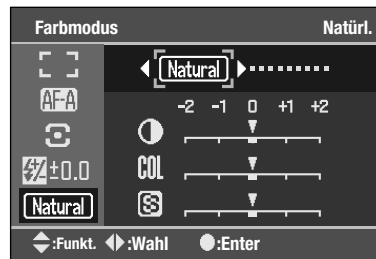 Farbmodus Natürl.
Natural
AF-A
-2 -1 0 +1 +2
COL
±0.0
S
Natural
:Funkt. :Wahl :Enter